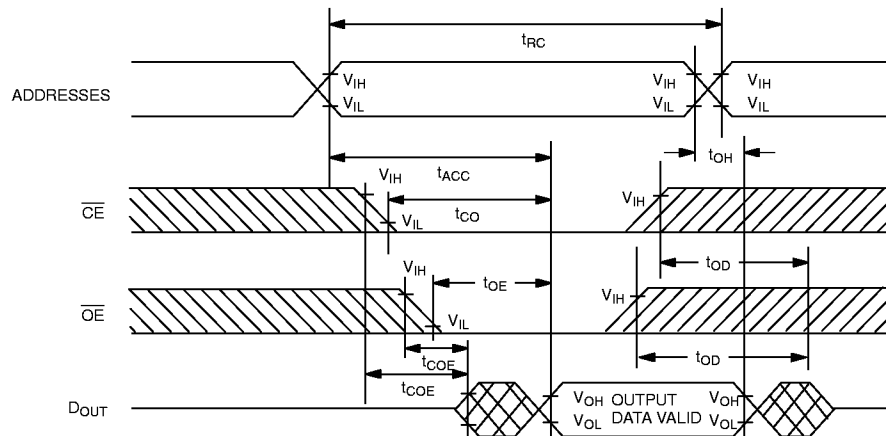 tRC
ADDRESSES
VIH
VIL
VIH
VIL
VIH
VIL
tOH
tACC
CE
VIH
tCO
VIL
VIH
tOD
OE
VIH
tOE
VIL
VIH
tOD
tCOE
tCOE
DOUT
VOH OUTPUT VOH
VOL DATA VALID VOL